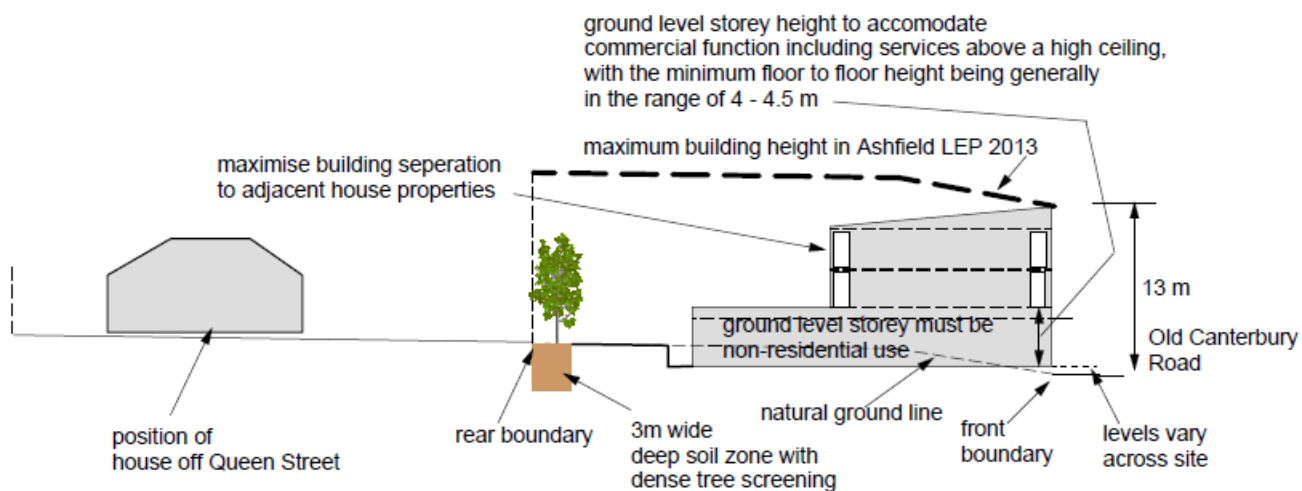 ground level storey height to accomodate
commercial function including services above a high ceiling,
with the minimum floor to floor height being generally
in the range of 4 - 4.5 m
maximum building height in Ashfield LEP 2013
maximise building seperation
to adjacent house properties
13 m
ground level storey must be
non-residential use
Old Canterbury
Road
natural ground line
position of
house off Queen Street
rear boundary
3m wide
deep soil zone with
dense tree screening
front
boundary
levels vary
across site